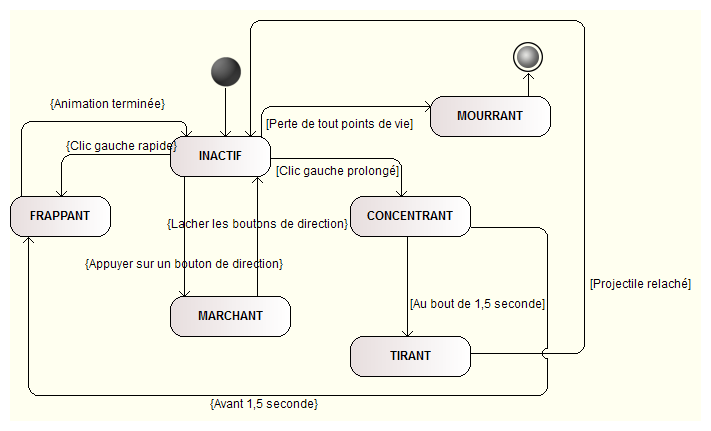 {Animation terminée}
[Perte de tout points de vie]
MOURRANT
{Clic gauche rapide}
INACTIF
[Clic gauche prolongé]
FRAPPANT
CONCENTRANT
{Lacher les boutons de direction}
{Appuyer sur un bouton de direction}
[Projectile relaché]
[Au bout de 1,5 seconde]
MARCHANT
TIRANT
{Avant 1,5 seconde}